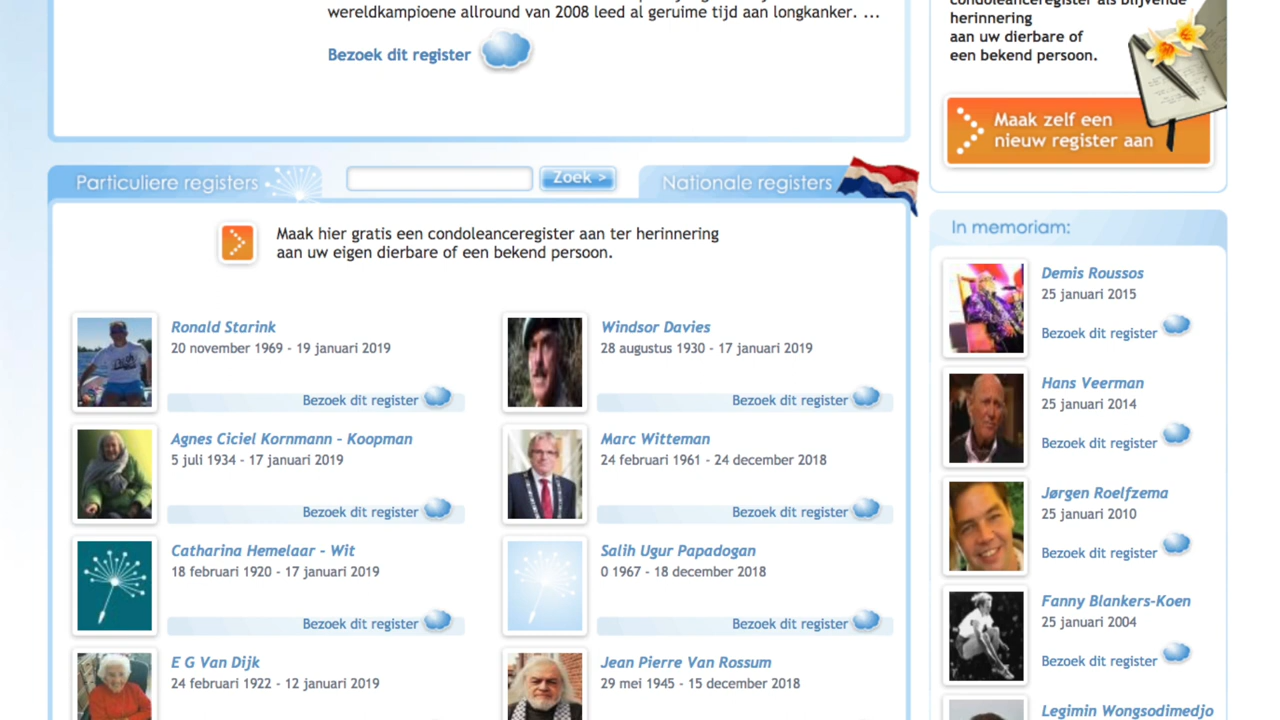 wereldkampioene allround van 2008 leed al geruime tijd aan longkanker. ...
Bezoek dit register
condoleanceregister als blijvende
herinnering
aan uw dierbare of
een bekend persoon.
Maak zelf een
nieuw register aan
Particuliere registers
Zoek >
Nationale registers
Maak hier gratis een condoleanceregister aan ter herinnering
aan uw eigen dierbare of een bekend persoon.
Ronald Starink
20 november 1969 - 19 januari 2019
Bezoek dit register
Windsor Davies
28 augustus 1930 - 17 januari 2019
Bezoek dit register
Agnes Ciciel Kornmann - Koopman
5 juli 1934 - 17 januari 2019
Bezoek dit register
Marc Witteman
24 februari 1961 - 24 december 2018
Bezoek dit register
Catharina Hemelaar - Wit
18 februari 1920 - 17 januari 2019
Bezoek dit register
Salih Ugur Papadogan
0 1967 - 18 december 2018
Bezoek dit register
E G Van Dijk
24 februari 1922 - 12 januari 2019
Jean Pierre Van Rossum
29 mei 1945 - 15 december 2018
In memoriam:
Demis Roussos
25 januari 2015
Bezoek dit register
Hans Veerman
25 januari 2014
Bezoek dit register
Jørgen Roelfzema
25 januari 2010
Bezoek dit register
Fanny Blankers-Koen
25 januari 2004
Bezoek dit register
Legimin Wongsodimedjo